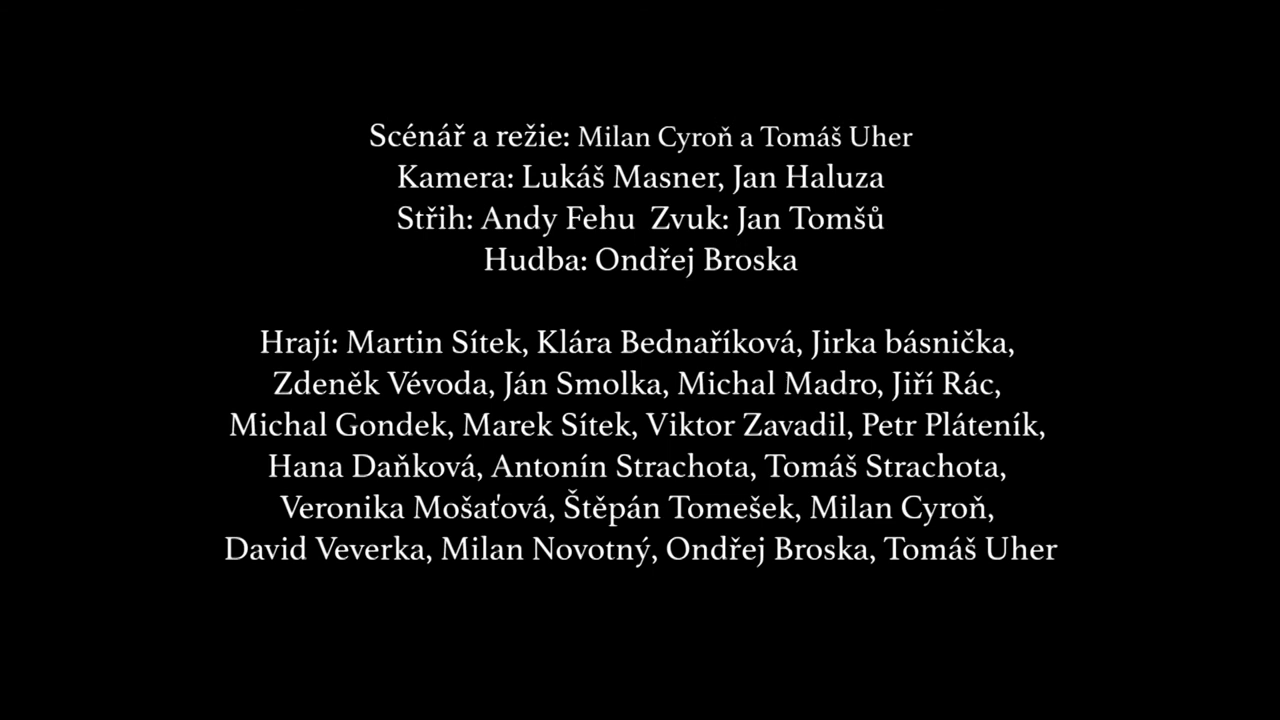 Scénář a režie: Milan Cyroň a Tomáš Uher
Kamera: Lukáš Masner, Jan Haluza
Střih: Andy Fehu  Zvuk: Jan Tomšů
Hudba: Ondřej Broska
Hrají: Martin Sítek, Klára Bednaříková, Jirka básnička,
Zdeněk Vévoda, Ján Smolka, Michal Madro, Jiří Rác,
Michal Gondek, Marek Sítek, Viktor Zavadil, Petr Pláteník,
Hana Daňková, Antonín Strachota, Tomáš Strachota,
Veronika Mošaťová, Štěpán Tomešek, Milan Cyroň,
David Veverka, Milan Novotný, Ondřej Broska, Tomáš Uher